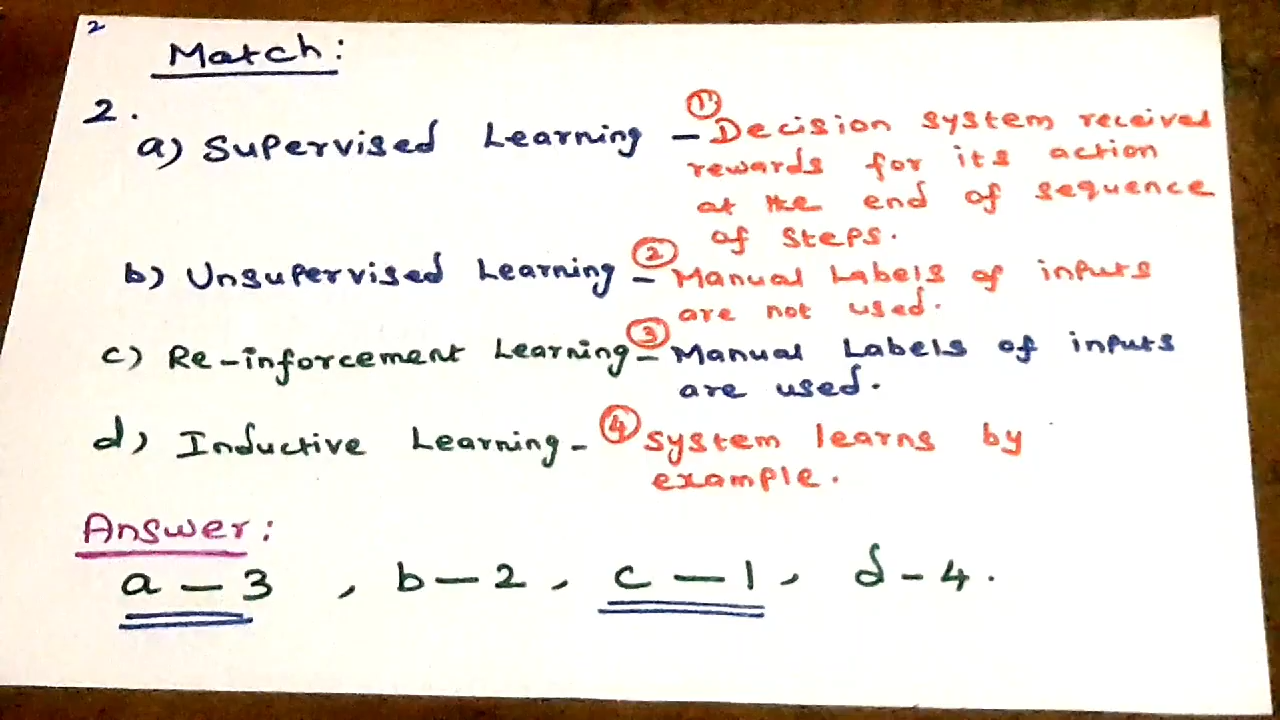 2
Match:
2.
a) Supervised Learning - ① Decision system received
rewards for its action
at the end of sequence
of steps.
b) Unsupervised Learning - ② Manual Labels of inputs
are not used.
c) Re-inforcement Learning - ③ Manual Labels of inputs
are used.
d) Inductive Learning - ④ system learns by
example.
Answer:
a - 3 , b - 2 , c - 1 , d - 4 .